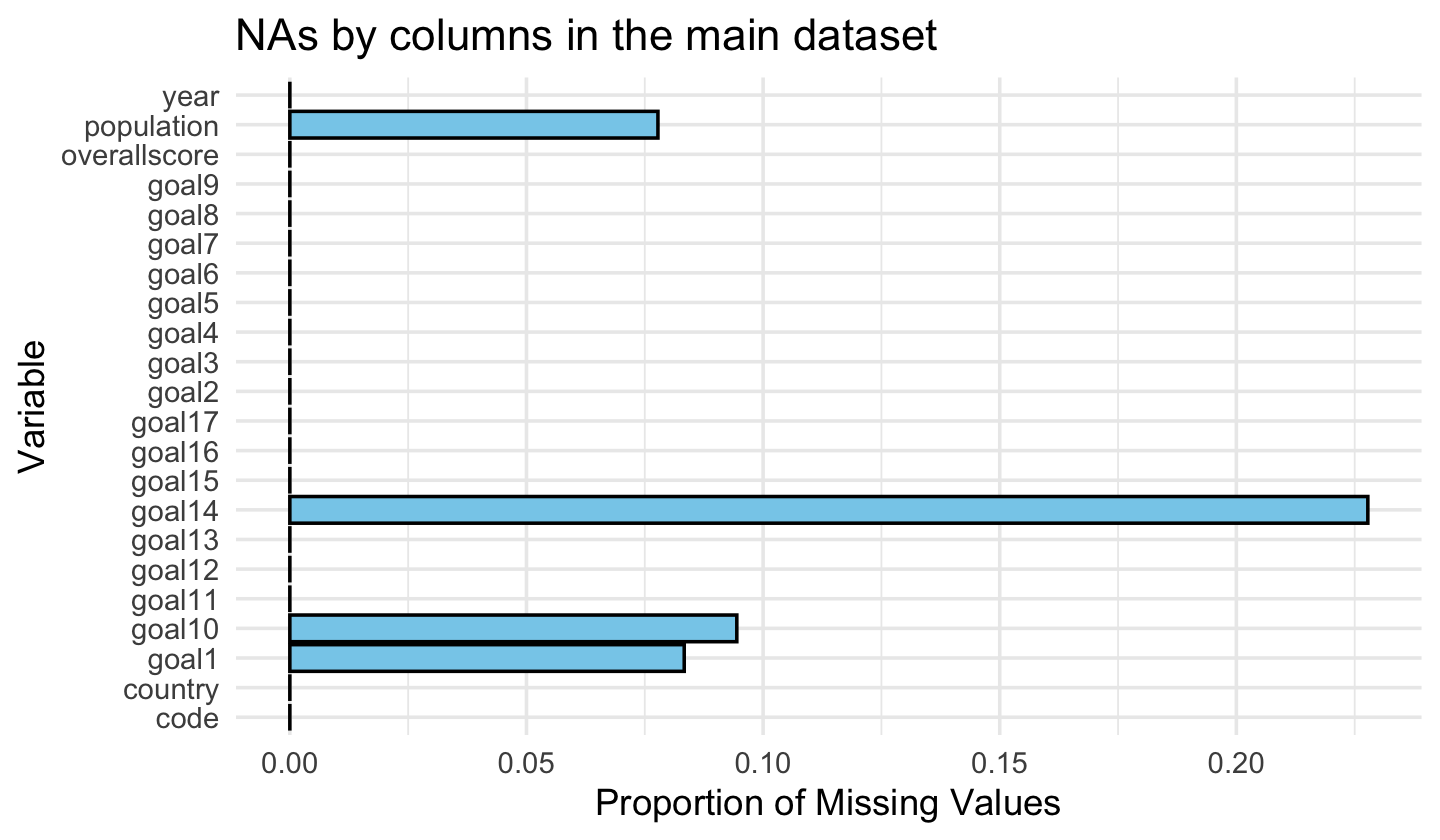 NAs by columns in the main dataset
Variable
year
population
overallscore
goal9
goal8
goal7
goal6
goal5
goal4
goal3
goal2
goal17
goal16
goal15
goal14
goal13
goal12
goal11
goal10
goal1
country
code
0.00 0.05 0.10 0.15 0.20
Proportion of Missing Values